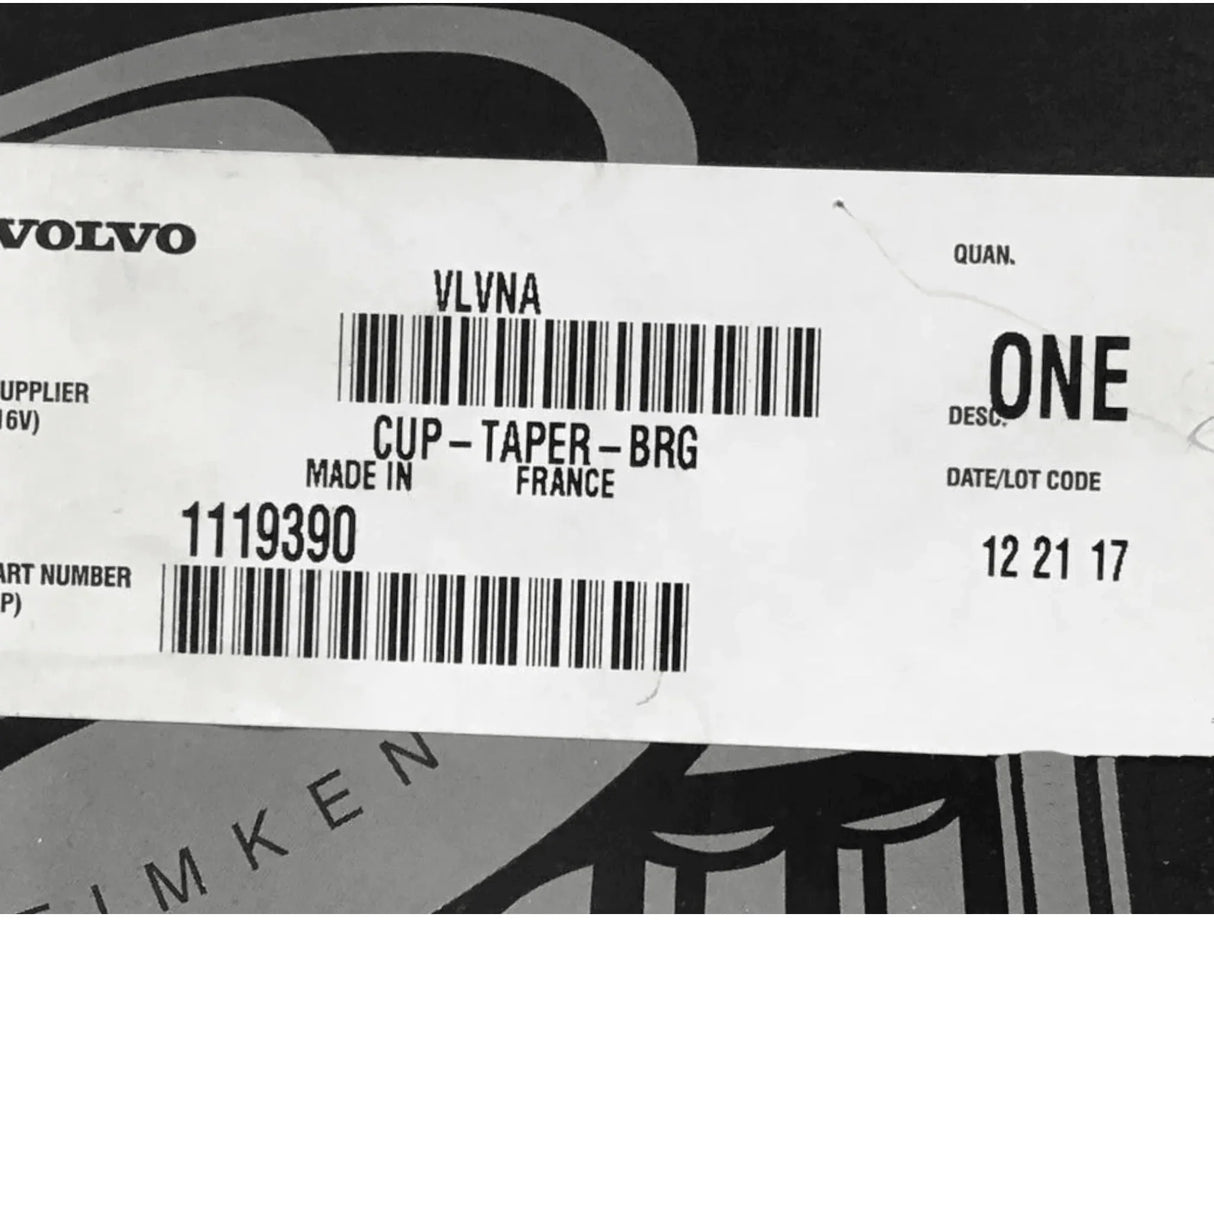 VOLVO
QUAN.
VLVNA
ONE
UPPLIER
16V)
DESC.
CUP-TAPER-BRG
MADE IN FRANCE
DATE/LOT CODE
1119390
12 21 17
ART NUMBER
P)
TIMKEN